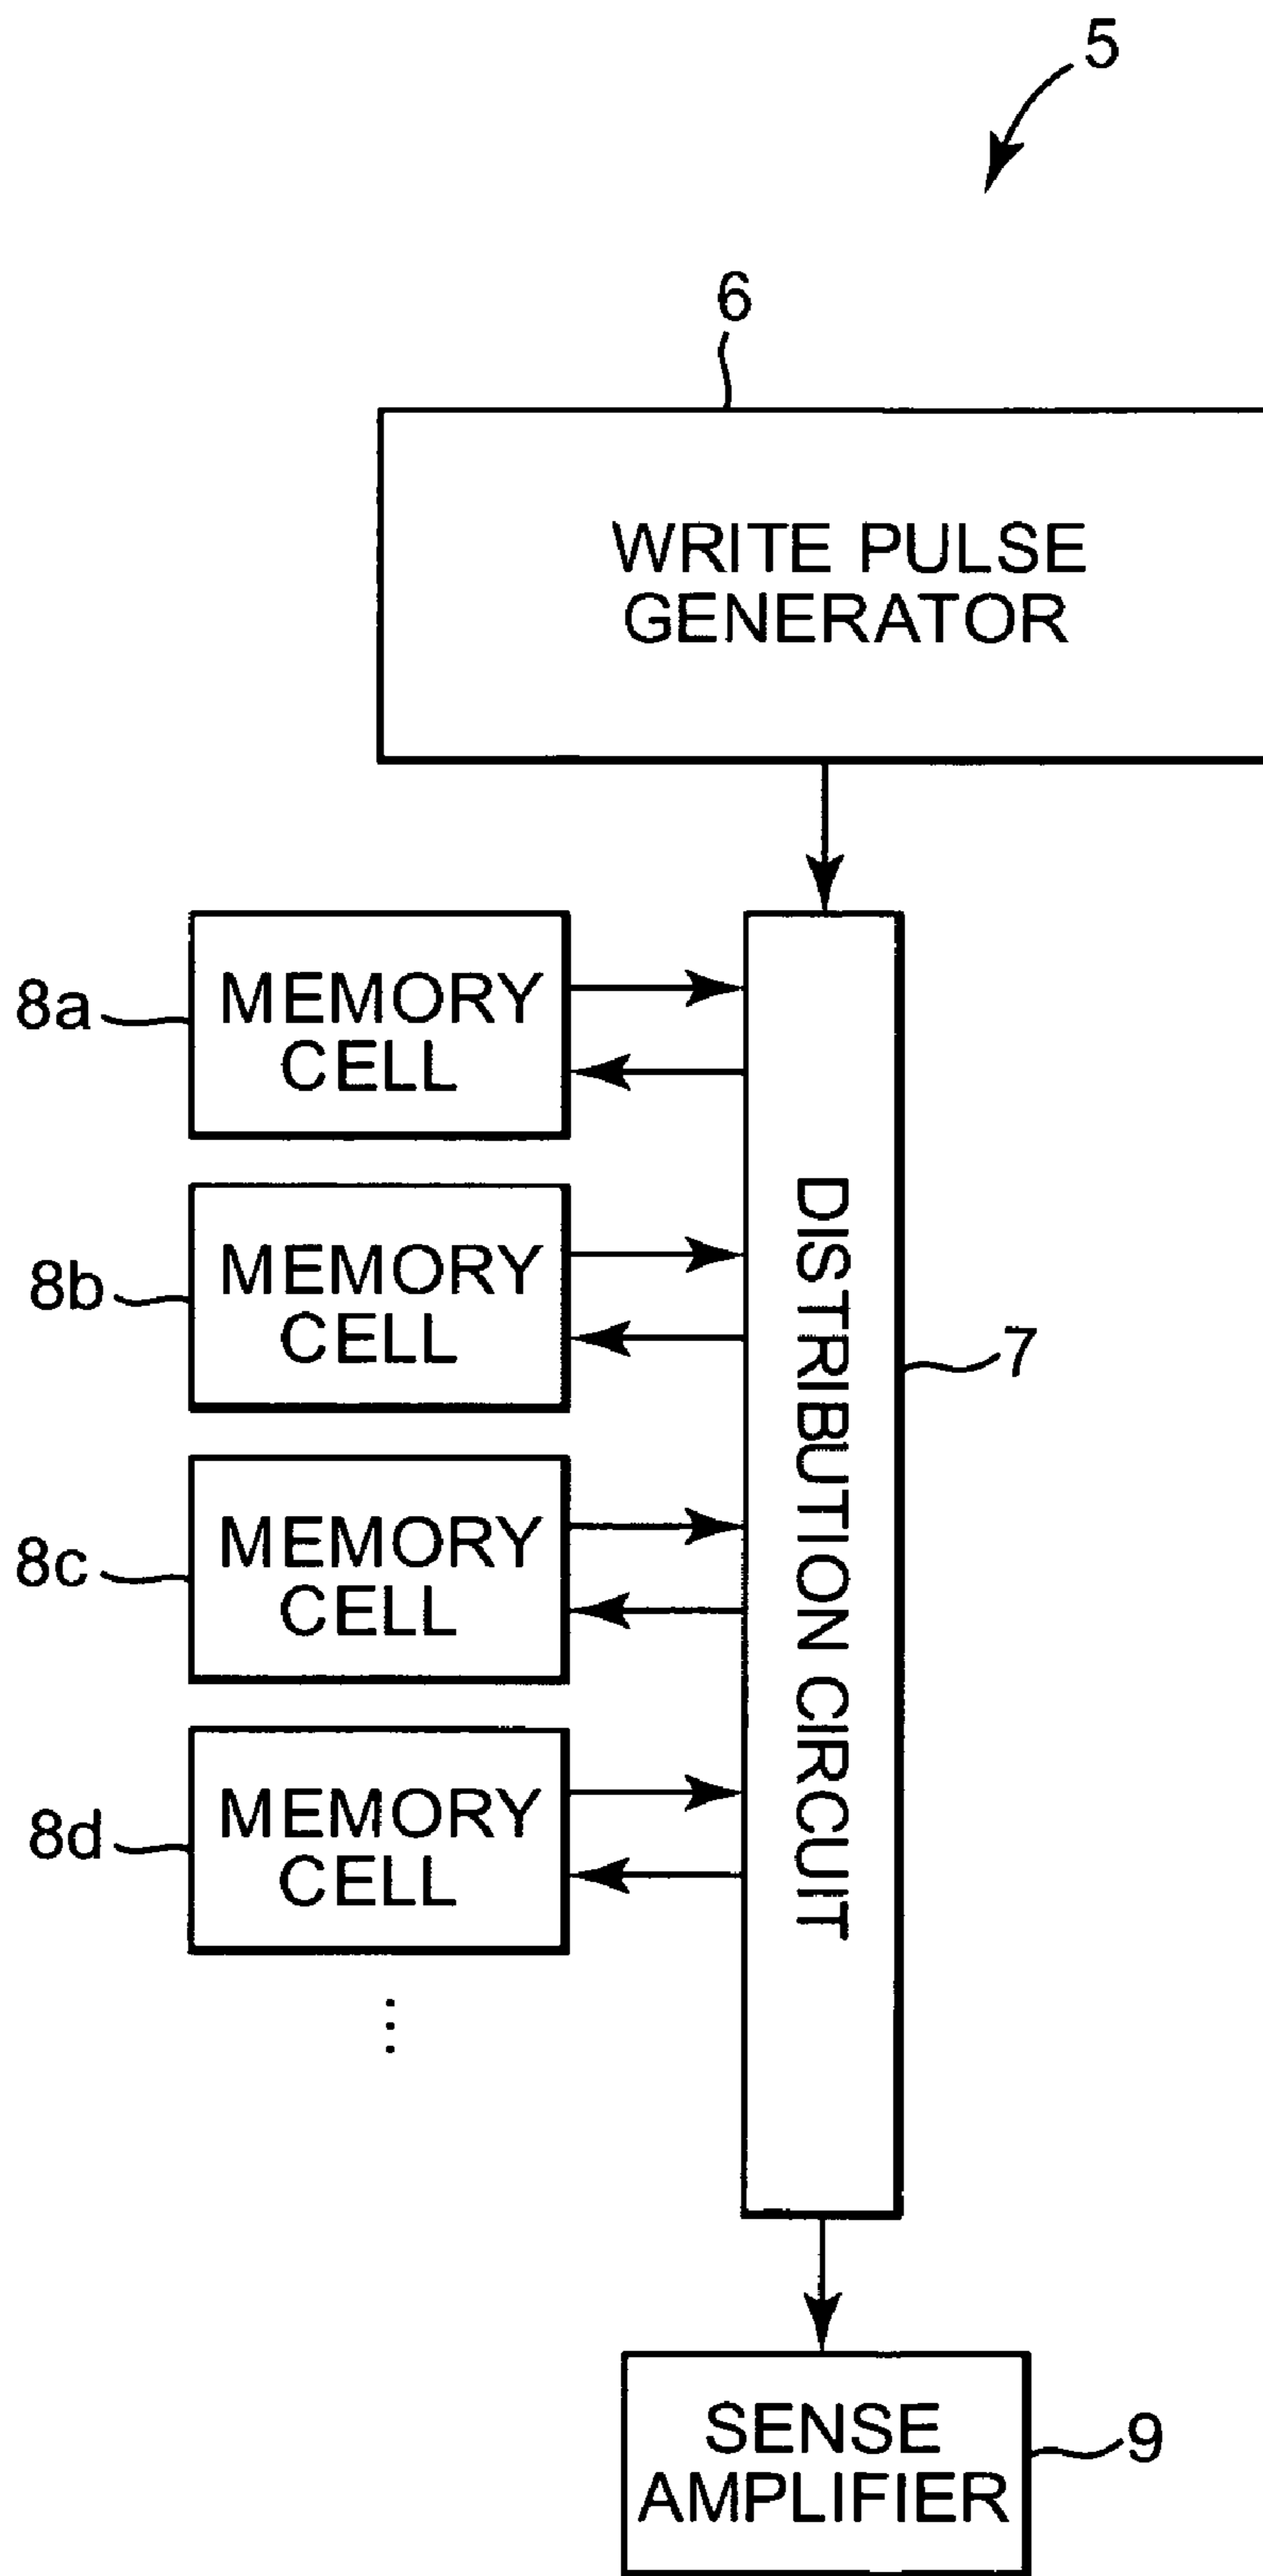 5
6
WRITE PULSE
GENERATOR
8a
MEMORY
CELL
8b
MEMORY
CELL
DISTRIBUTION CIRCUIT
7
8c
MEMORY
CELL
8d
MEMORY
CELL
...
SENSE
AMPLIFIER
9